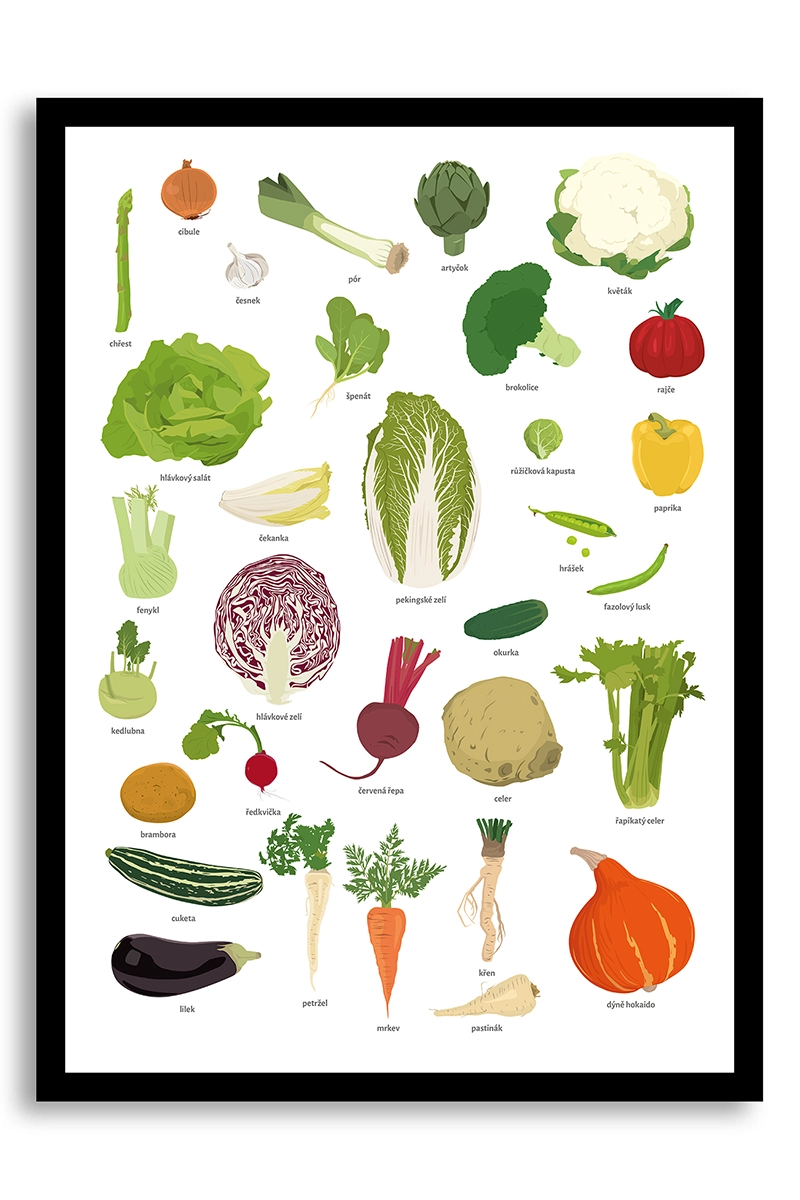 cibule
česnek
pór
artyčok
květák
chřest
špenát
brokolice
rajče
hlávkový salát
růžičková kapusta
paprika
čekanka
hrášek
pekingské zelí
fazolový lusk
fenykl
okurka
hlávkové zelí
kedlubna
červená řepa
celer
ředkvička
řapíkatý celer
brambora
cuketa
křen
petržel
dýně hokaido
lilek
mrkev
pastinák